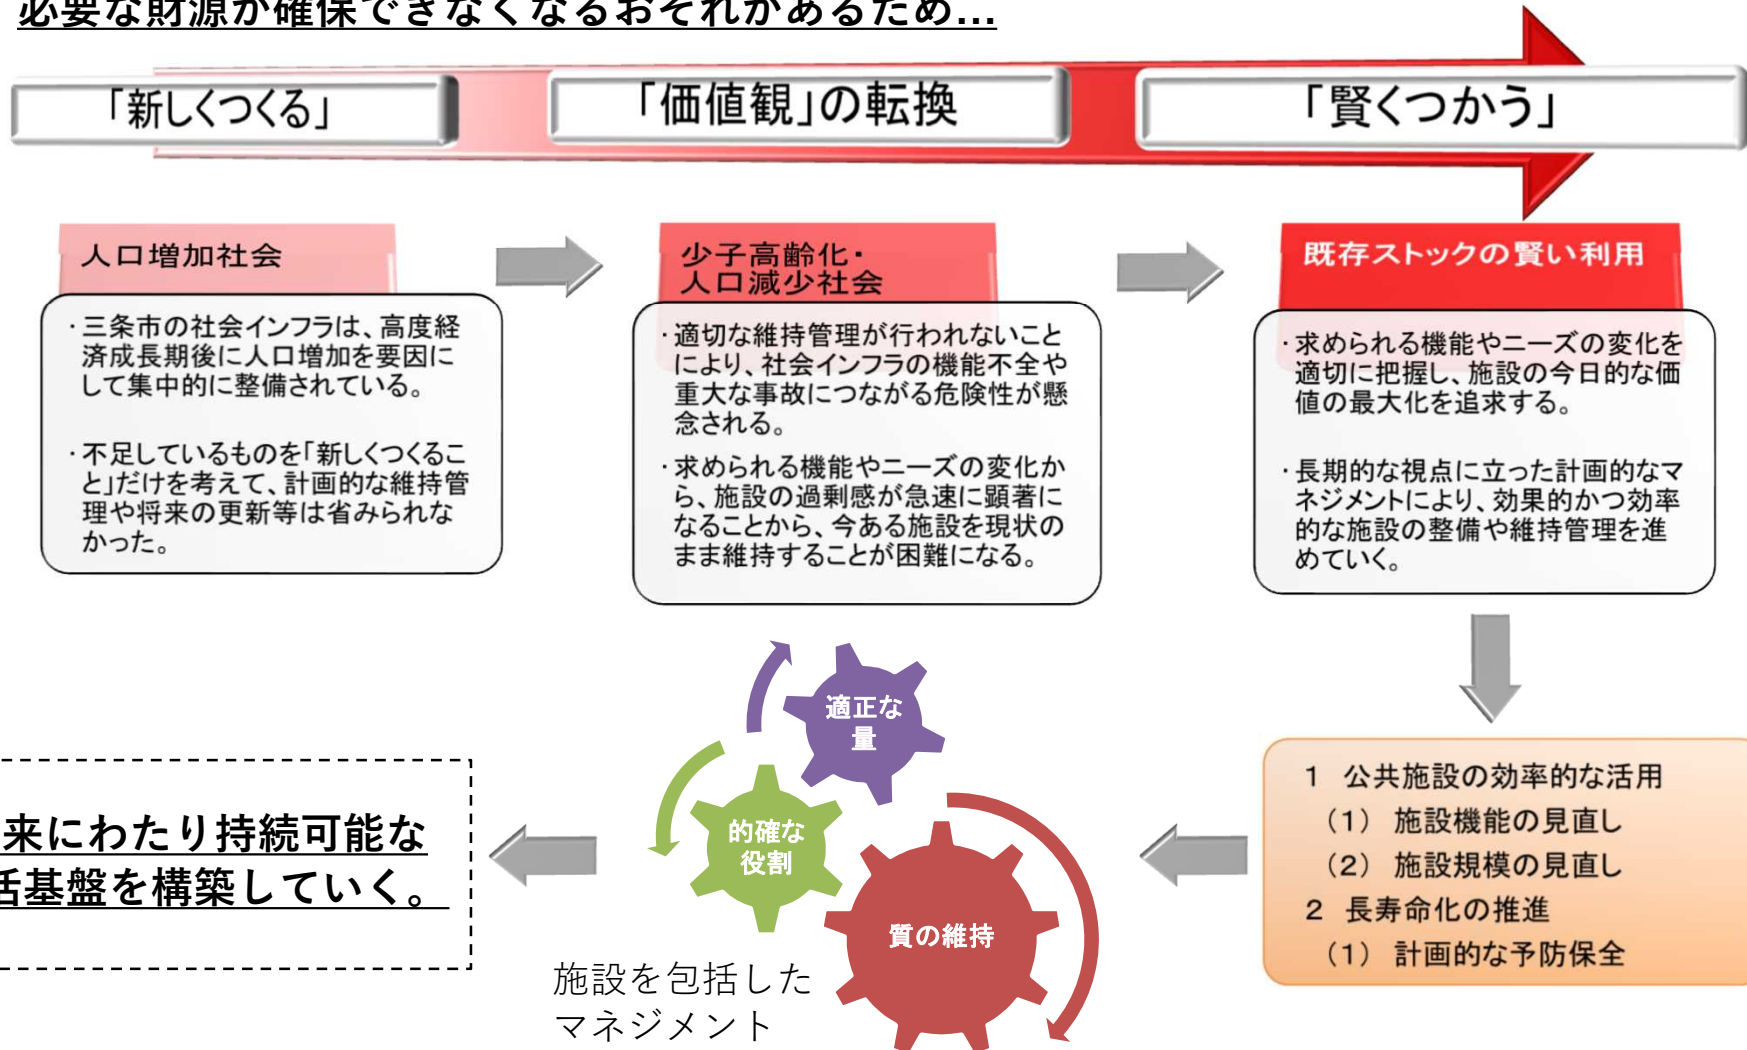 必要な財源が確保できなくなるおそれがあるため…
「新しくつくる」
「価値観」の転換
「賢くつかう」
人口増加社会
・三条市の社会インフラは、高度経
済成長期後に人口増加を要因に
して集中的に整備されている。
・不足しているものを「新しくつくるこ
と」だけを考えて、計画的な維持管
理や将来の更新等は省みられな
かった。
少子高齢化・
人口減少社会
・適切な維持管理が行われないこと
により、社会インフラの機能不全や
重大な事故につながる危険性が懸
念される。
・求められる機能やニーズの変化か
ら、施設の過剰感が急速に顕著に
なることから、今ある施設を現状の
まま維持することが困難になる。
既存ストックの賢い利用
・求められる機能やニーズの変化を
適切に把握し、施設の今日的な価
値の最大化を追求する。
・長期的な視点に立った計画的なマ
ネジメントにより、効果的かつ効率
的な施設の整備や維持管理を進
めていく。
1 公共施設の効率的な活用
（1） 施設機能の見直し
（2） 施設規模の見直し
2 長寿命化の推進
（1） 計画的な予防保全
適正な
量
的確な
役割
質の維持
施設を包括した
マネジメント
来にわたり持続可能な
活基盤を構築していく。